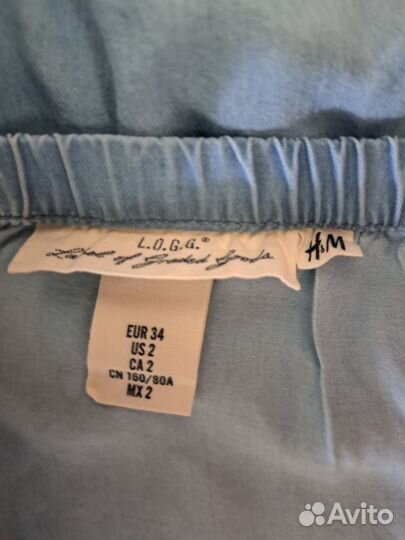 L.O.G.G.®
Label of Graded Goods
H&M
EUR 34
US 2
CA 2
CN 160/80A
MX 2
Avito